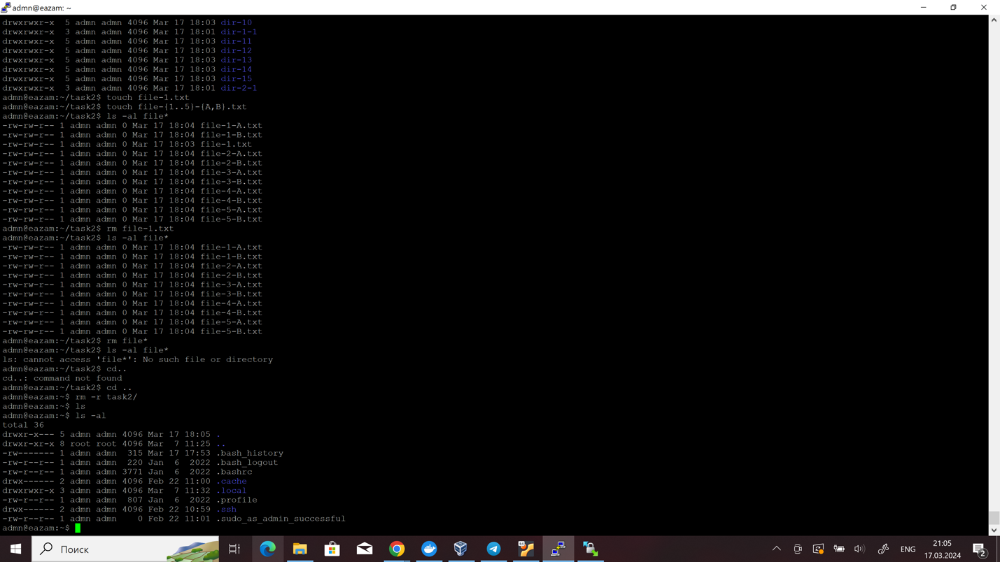 admn@eazam: ~
drwxrwxr-x  5 admn admn 4096 Mar 17 18:03 dir-10
drwxrwxr-x  3 admn admn 4096 Mar 17 18:01 dir-1-1
drwxrwxr-x  5 admn admn 4096 Mar 17 18:03 dir-11
drwxrwxr-x  5 admn admn 4096 Mar 17 18:03 dir-12
drwxrwxr-x  5 admn admn 4096 Mar 17 18:03 dir-13
drwxrwxr-x  5 admn admn 4096 Mar 17 18:03 dir-14
drwxrwxr-x  5 admn admn 4096 Mar 17 18:03 dir-15
drwxrwxr-x  3 admn admn 4096 Mar 17 18:01 dir-2-1
admn@eazam:~/task2$ touch file-1.txt
admn@eazam:~/task2$ touch file-{1..5}-{A,B}.txt
admn@eazam:~/task2$ ls -al file*
-rw-rw-r-- 1 admn admn 0 Mar 17 18:04 file-1-A.txt
-rw-rw-r-- 1 admn admn 0 Mar 17 18:04 file-1-B.txt
-rw-rw-r-- 1 admn admn 0 Mar 17 18:03 file-1.txt
-rw-rw-r-- 1 admn admn 0 Mar 17 18:04 file-2-A.txt
-rw-rw-r-- 1 admn admn 0 Mar 17 18:04 file-2-B.txt
-rw-rw-r-- 1 admn admn 0 Mar 17 18:04 file-3-A.txt
-rw-rw-r-- 1 admn admn 0 Mar 17 18:04 file-3-B.txt
-rw-rw-r-- 1 admn admn 0 Mar 17 18:04 file-4-A.txt
-rw-rw-r-- 1 admn admn 0 Mar 17 18:04 file-4-B.txt
-rw-rw-r-- 1 admn admn 0 Mar 17 18:04 file-5-A.txt
-rw-rw-r-- 1 admn admn 0 Mar 17 18:04 file-5-B.txt
admn@eazam:~/task2$ rm file-1.txt
admn@eazam:~/task2$ ls -al file*
-rw-rw-r-- 1 admn admn 0 Mar 17 18:04 file-1-A.txt
-rw-rw-r-- 1 admn admn 0 Mar 17 18:04 file-1-B.txt
-rw-rw-r-- 1 admn admn 0 Mar 17 18:04 file-2-A.txt
-rw-rw-r-- 1 admn admn 0 Mar 17 18:04 file-2-B.txt
-rw-rw-r-- 1 admn admn 0 Mar 17 18:04 file-3-A.txt
-rw-rw-r-- 1 admn admn 0 Mar 17 18:04 file-3-B.txt
-rw-rw-r-- 1 admn admn 0 Mar 17 18:04 file-4-A.txt
-rw-rw-r-- 1 admn admn 0 Mar 17 18:04 file-4-B.txt
-rw-rw-r-- 1 admn admn 0 Mar 17 18:04 file-5-A.txt
-rw-rw-r-- 1 admn admn 0 Mar 17 18:04 file-5-B.txt
admn@eazam:~/task2$ rm file*
admn@eazam:~/task2$ ls -al file*
ls: cannot access 'file*': No such file or directory
admn@eazam:~/task2$ cd..
cd..: command not found
admn@eazam:~/task2$ cd ..
admn@eazam:~$ rm -r task2/
admn@eazam:~$ ls
admn@eazam:~$ ls -al
total 36
drwxr-x--- 5 admn admn 4096 Mar 17 18:05 .
drwxr-xr-x 8 root root 4096 Mar  7 11:25 ..
-rw------- 1 admn admn  315 Mar 17 17:53 .bash_history
-rw-r--r-- 1 admn admn  220 Jan  6  2022 .bash_logout
-rw-r--r-- 1 admn admn 3771 Jan  6  2022 .bashrc
drwx------ 2 admn admn 4096 Feb 22 11:00 .cache
drwxrwxr-x 3 admn admn 4096 Mar  7 11:32 .local
-rw-r--r-- 1 admn admn  807 Jan  6  2022 .profile
drwx------ 2 admn admn 4096 Feb 22 10:59 .ssh
-rw-r--r-- 1 admn admn    0 Feb 22 11:01 .sudo_as_admin_successful
admn@eazam:~$
Поиск
64
ENG
21:05
17.03.2024
2